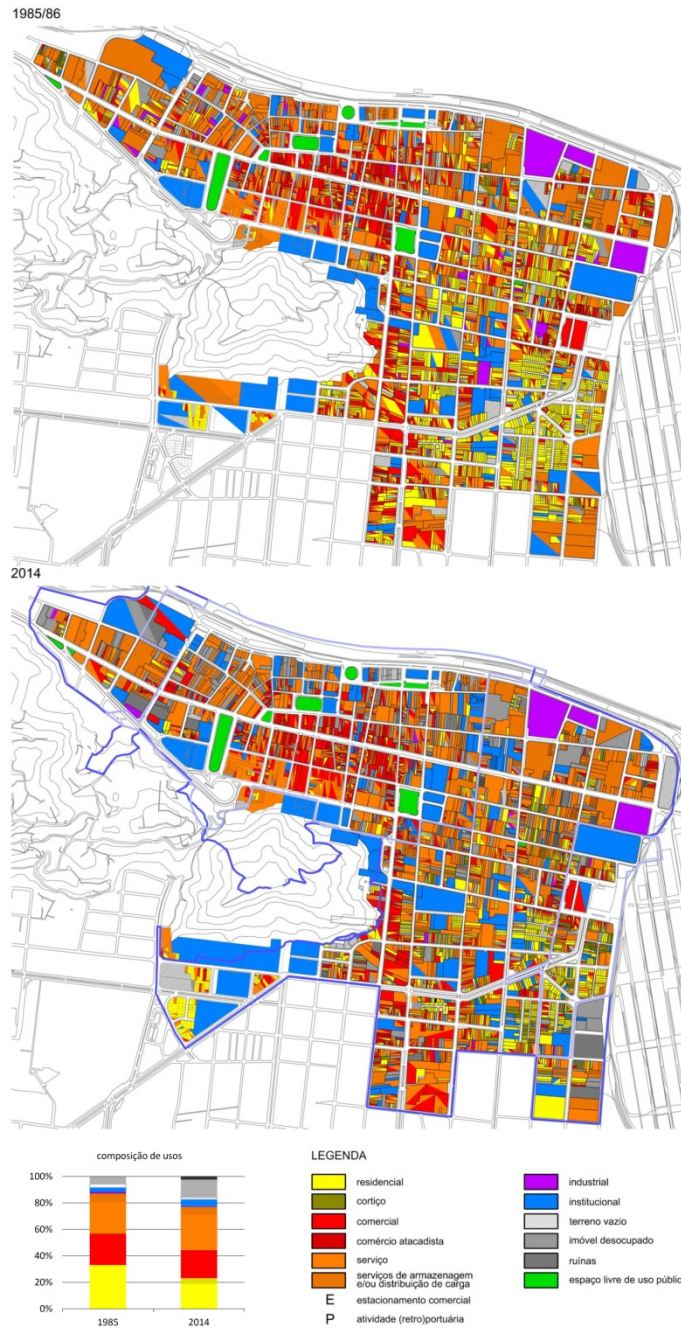 1985/86
2014
composição de usos
100%
80%
60%
40%
20%
0%
1985
2014
LEGENDA
residencial
cortiço
comercial
comércio atacadista
serviço
serviços de armazenagem
e/ou distribuição de carga
E estacionamento comercial
P atividade (retro)portuária
industrial
institucional
terreno vazio
imóvel desocupado
ruínas
espaço livre de uso públic